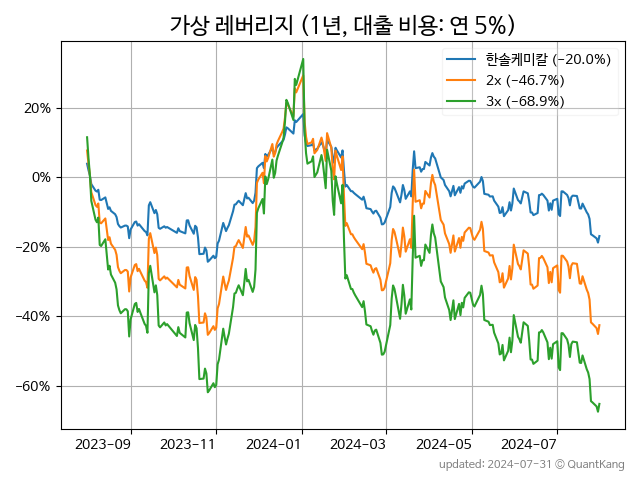 가상 레버리지 (1년, 대출 비용: 연 5%)
한솔케미칼 (−20.0%)
2x (−46.7%)
3x (−68.9%)
20%
0%
−20%
−40%
−60%
2023-09 2023-11 2024-01 2024-03 2024-05 2024-07
updated: 2024-07-31 © QuantKang